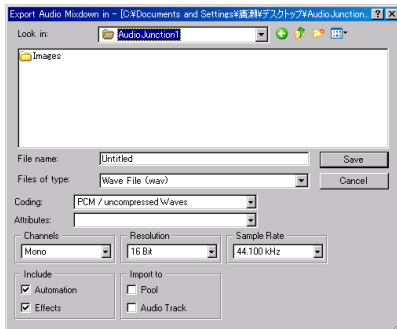 Export Audio Mixdown in - [C:¥Documents and Settings¥廣瀬¥デスクトップ¥AudioJunction..
Look in: AudioJunction1
Images
File name: Untitled Save
Files of type: Wave File (wav) Cancel
Coding: PCM / uncompressed Waves
Attributes:
Channels Resolution Sample Rate
Mono 16 Bit 44.100 kHz
Include Import to
Automation Pool
Effects Audio Track